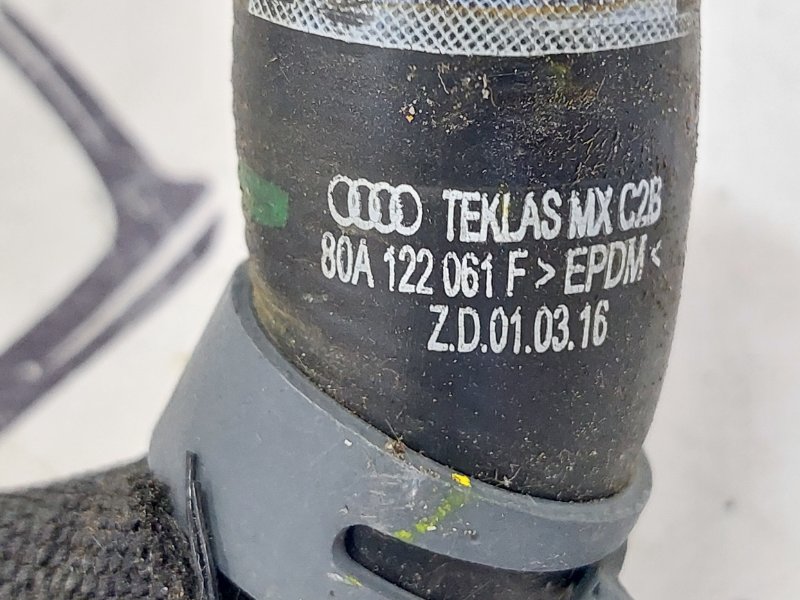 TEKLAS MX C2B
80A 122 061 F > EPDM <
Z.D.01.03.16